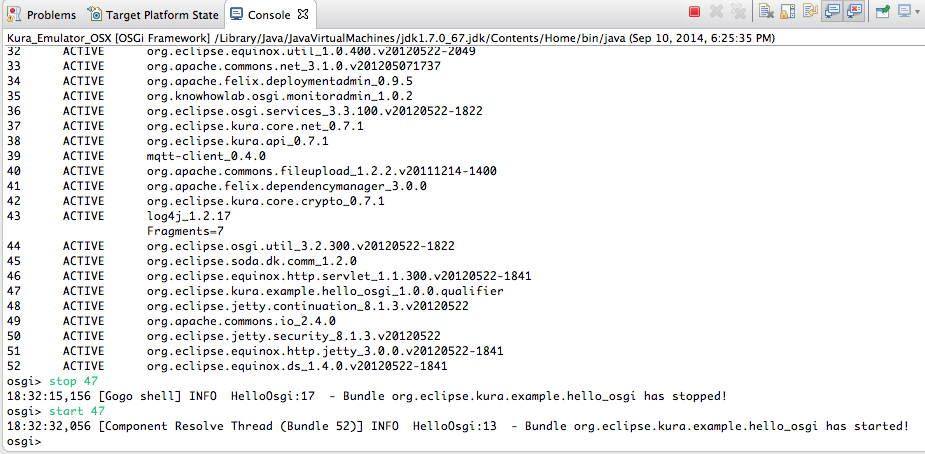 Problems Target Platform State Console
Kura_Emulator_OSX [OSGi Framework] /Library/Java/JavaVirtualMachines/jdk1.7.0_67.jdk/Contents/Home/bin/java (Sep 10, 2014, 6:25:35 PM)
32 ACTIVE org.eclipse.equinox.util_1.0.400.v20120522-2049
33 ACTIVE org.apache.commons.net_3.1.0.v201205071737
34 ACTIVE org.apache.felix.deploymentadmin_0.9.5
35 ACTIVE org.knowhowlab.osgi.monitoradmin_1.0.2
36 ACTIVE org.eclipse.osgi.services_3.3.100.v20120522-1822
37 ACTIVE org.eclipse.kura.core.net_0.7.1
38 ACTIVE org.eclipse.kura.api_0.7.1
39 ACTIVE mqtt-client_0.4.0
40 ACTIVE org.apache.commons.fileupload_1.2.2.v20111214-1400
41 ACTIVE org.apache.felix.dependencymanager_3.0.0
42 ACTIVE org.eclipse.kura.core.crypto_0.7.1
43 ACTIVE log4j_1.2.17
Fragments=7
44 ACTIVE org.eclipse.osgi.util_3.2.300.v20120522-1822
45 ACTIVE org.eclipse.soda.dk.comm_1.2.0
46 ACTIVE org.eclipse.equinox.http.servlet_1.1.300.v20120522-1841
47 ACTIVE org.eclipse.kura.example.hello_osgi_1.0.0.qualifier
48 ACTIVE org.eclipse.jetty.continuation_8.1.3.v20120522
49 ACTIVE org.apache.commons.io_2.4.0
50 ACTIVE org.eclipse.jetty.security_8.1.3.v20120522
51 ACTIVE org.eclipse.equinox.http.jetty_3.0.0.v20120522-1841
52 ACTIVE org.eclipse.equinox.ds_1.4.0.v20120522-1841
osgi> stop 47
18:32:15,156 [Gogo shell] INFO HelloOsgi:17 - Bundle org.eclipse.kura.example.hello_osgi has stopped!
osgi> start 47
18:32:32,056 [Component Resolve Thread (Bundle 52)] INFO HelloOsgi:13 - Bundle org.eclipse.kura.example.hello_osgi has started!
osgi>